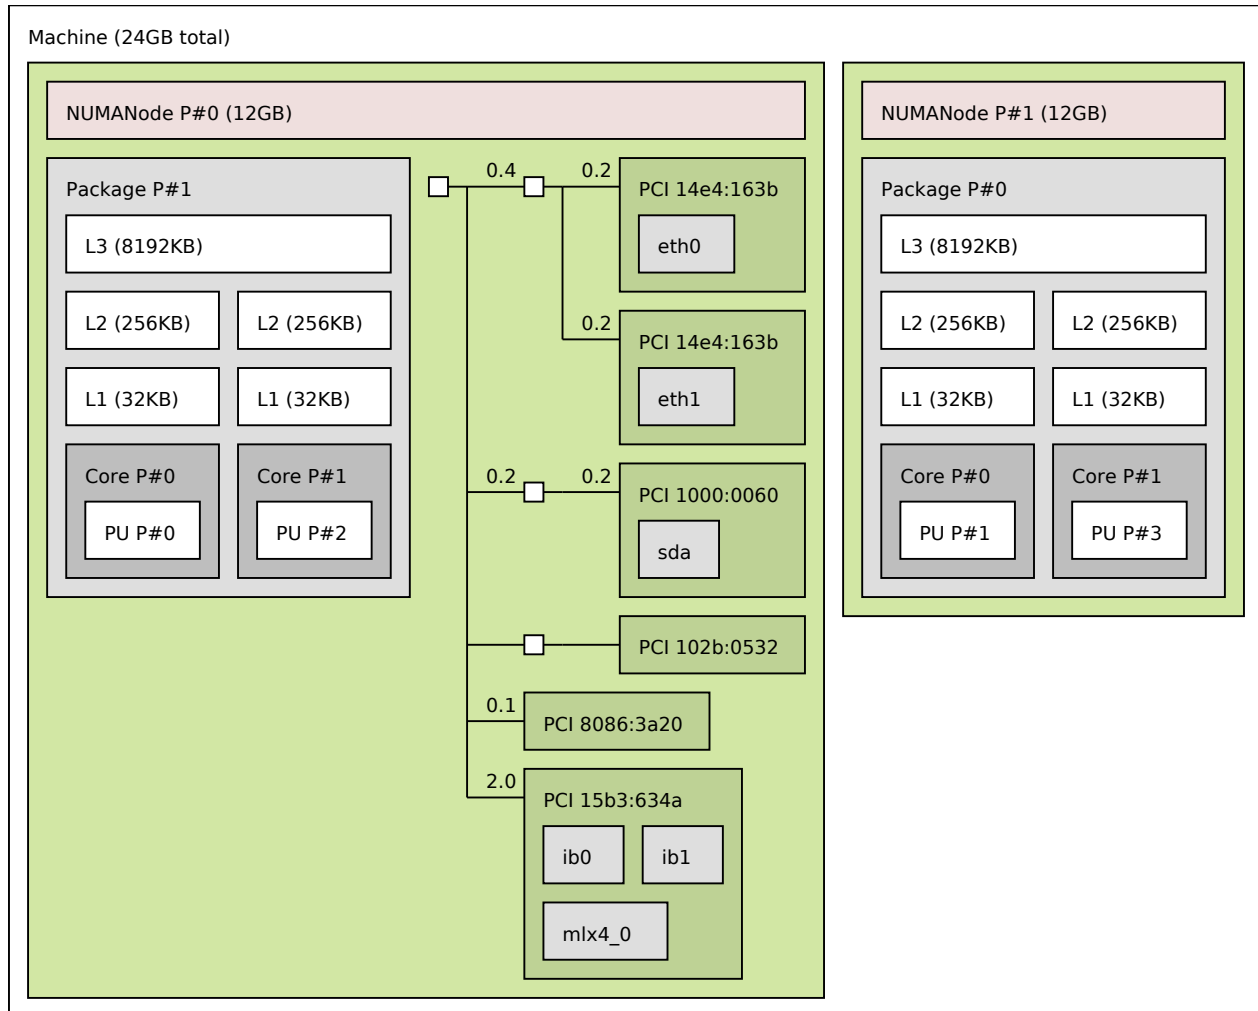 Machine (24GB total)
NUMANode P#0 (12GB)
Package P#1
L3 (8192KB)
L2 (256KB)
L2 (256KB)
L1 (32KB)
L1 (32KB)
Core P#0
PU P#0
Core P#1
PU P#2
0.4
0.2
PCI 14e4:163b
eth0
0.2
PCI 14e4:163b
eth1
0.2
0.2
PCI 1000:0060
sda
PCI 102b:0532
0.1
PCI 8086:3a20
2.0
PCI 15b3:634a
ib0
ib1
mlx4_0
NUMANode P#1 (12GB)
Package P#0
L3 (8192KB)
L2 (256KB)
L2 (256KB)
L1 (32KB)
L1 (32KB)
Core P#0
PU P#1
Core P#1
PU P#3